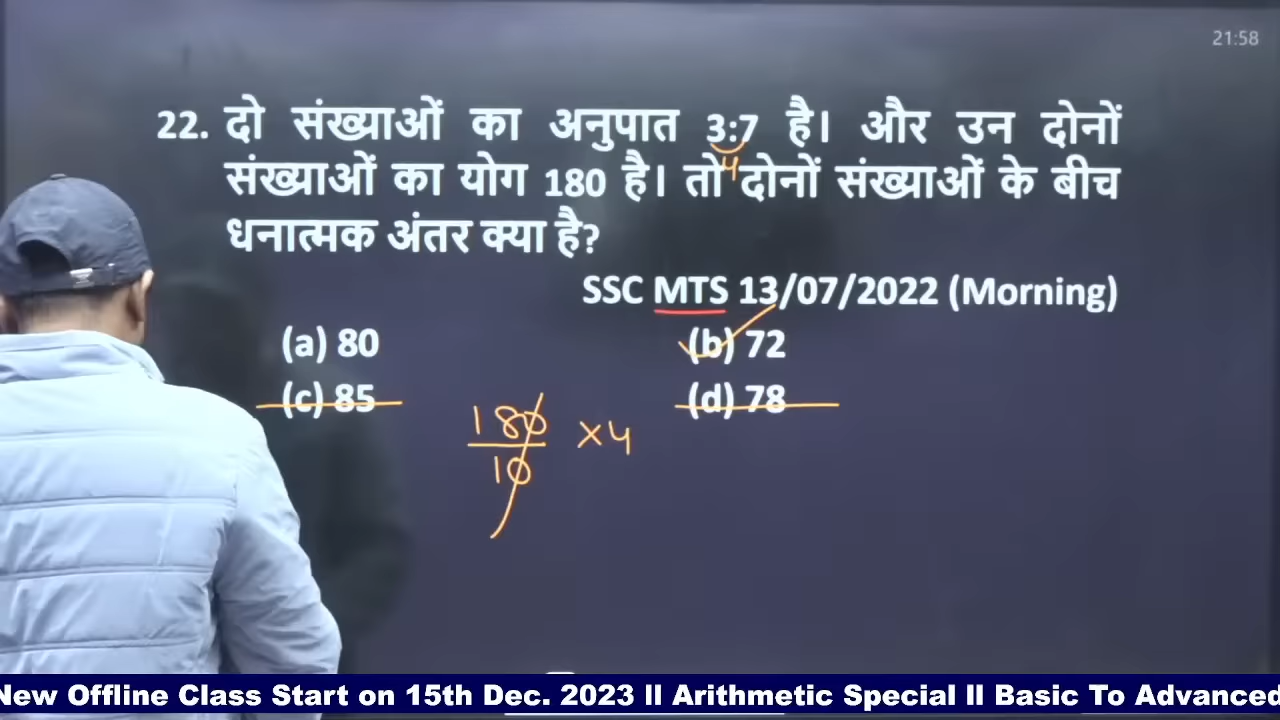 21:58
22. दो संख्याओं का अनुपात 3:7 है। और उन दोनों
4
संख्याओं का योग 180 है। तो दोनों संख्याओं के बीच
धनात्मक अंतर क्या है?
SSC MTS 13/07/2022 (Morning)
(a) 80 (b) 72
(c) 85 (d) 78
180
10
×4
New Offline Class Start on 15th Dec. 2023 ll Arithmetic Special ll Basic To Advanced